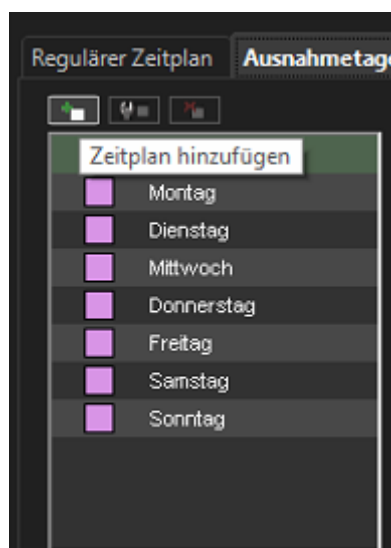 Regulärer Zeitplan Ausnahmetage
Zeitplan hinzufügen
Montag
Dienstag
Mittwoch
Donnerstag
Freitag
Samstag
Sonntag